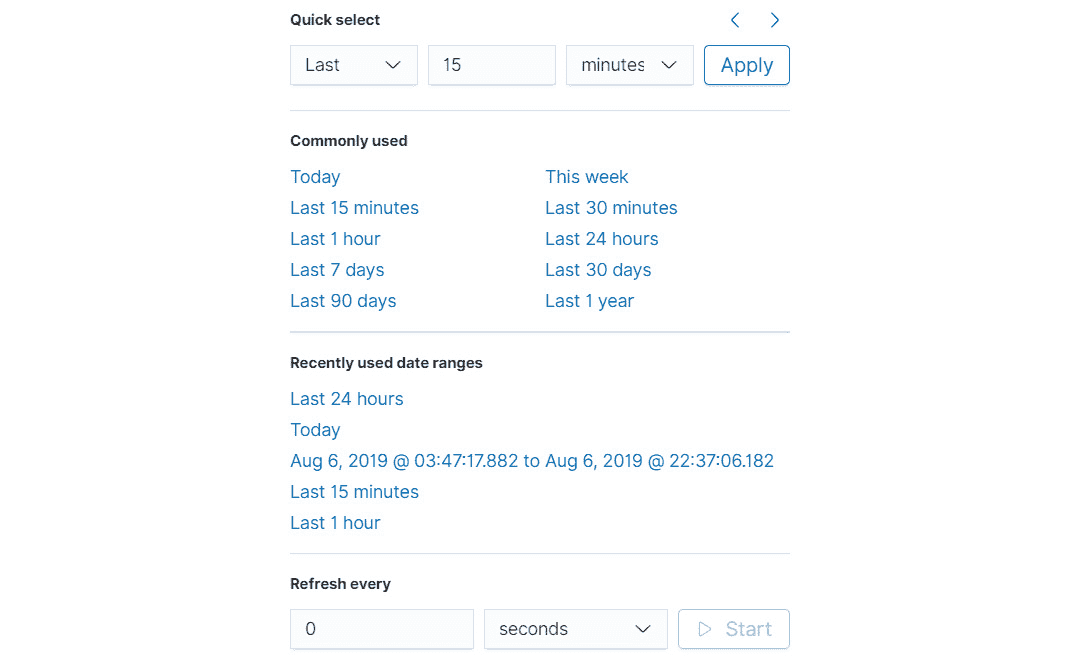 Quick select
Last 15 minutes Apply
Commonly used
Today This week
Last 15 minutes Last 30 minutes
Last 1 hour Last 24 hours
Last 7 days Last 30 days
Last 90 days Last 1 year
Recently used date ranges
Last 24 hours
Today
Aug 6, 2019 @ 03:47:17.882 to Aug 6, 2019 @ 22:37:06.182
Last 15 minutes
Last 1 hour
Refresh every
0 seconds Start